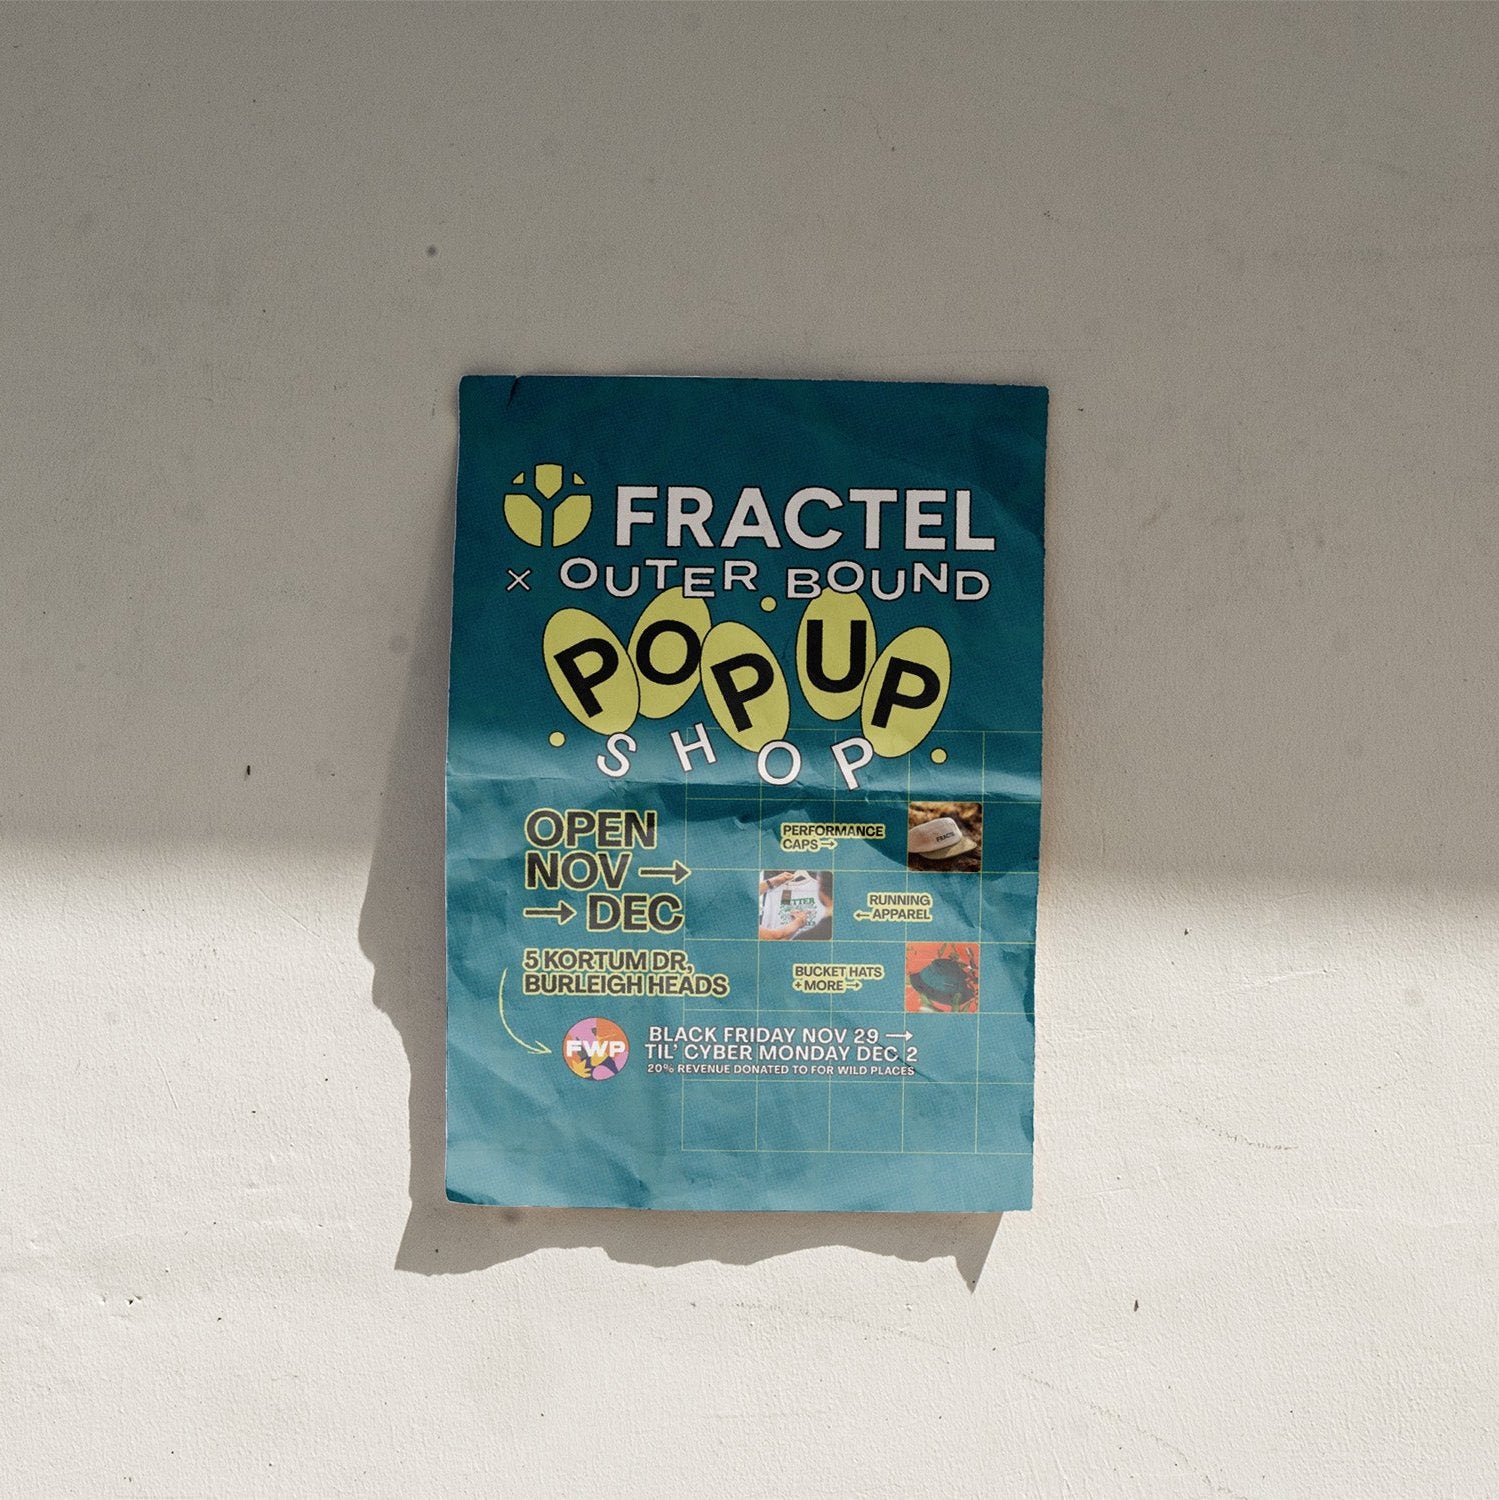 FRACTEL
× OUTER BOUND
POP UP
SHOP
OPEN
NOV →
→ DEC
5 KORTUM DR,
BURLEIGH HEADS
PERFORMANCE
CAPS →
FRACTEL
RUNNING
← APPAREL
BETTER
BUCKET HATS
+ MORE →
FWP
BLACK FRIDAY NOV 29 →
TIL' CYBER MONDAY DEC 2
20% REVENUE DONATED TO FOR WILD PLACES